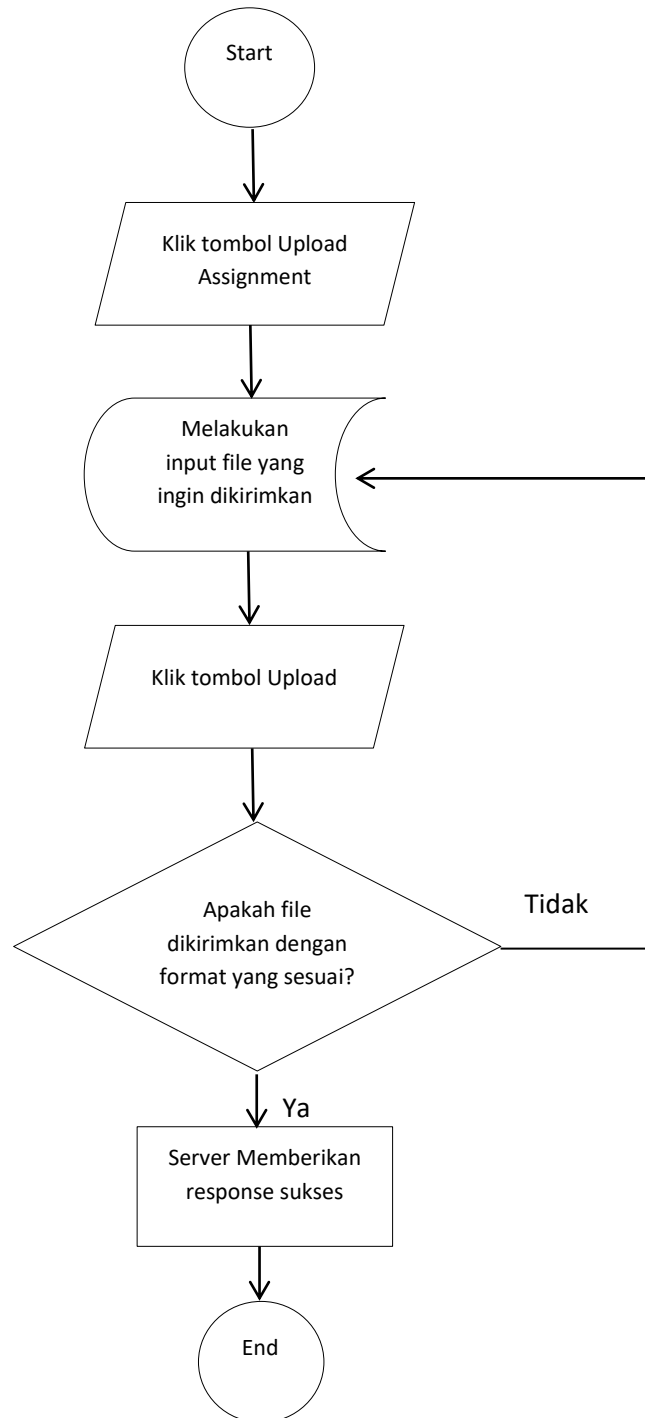 Start
Klik tombol Upload
Assignment
Melakukan
input file yang
ingin dikirimkan
Klik tombol Upload
Apakah file
dikirimkan dengan
format yang sesuai?
Tidak
Ya
Server Memberikan
response sukses
End